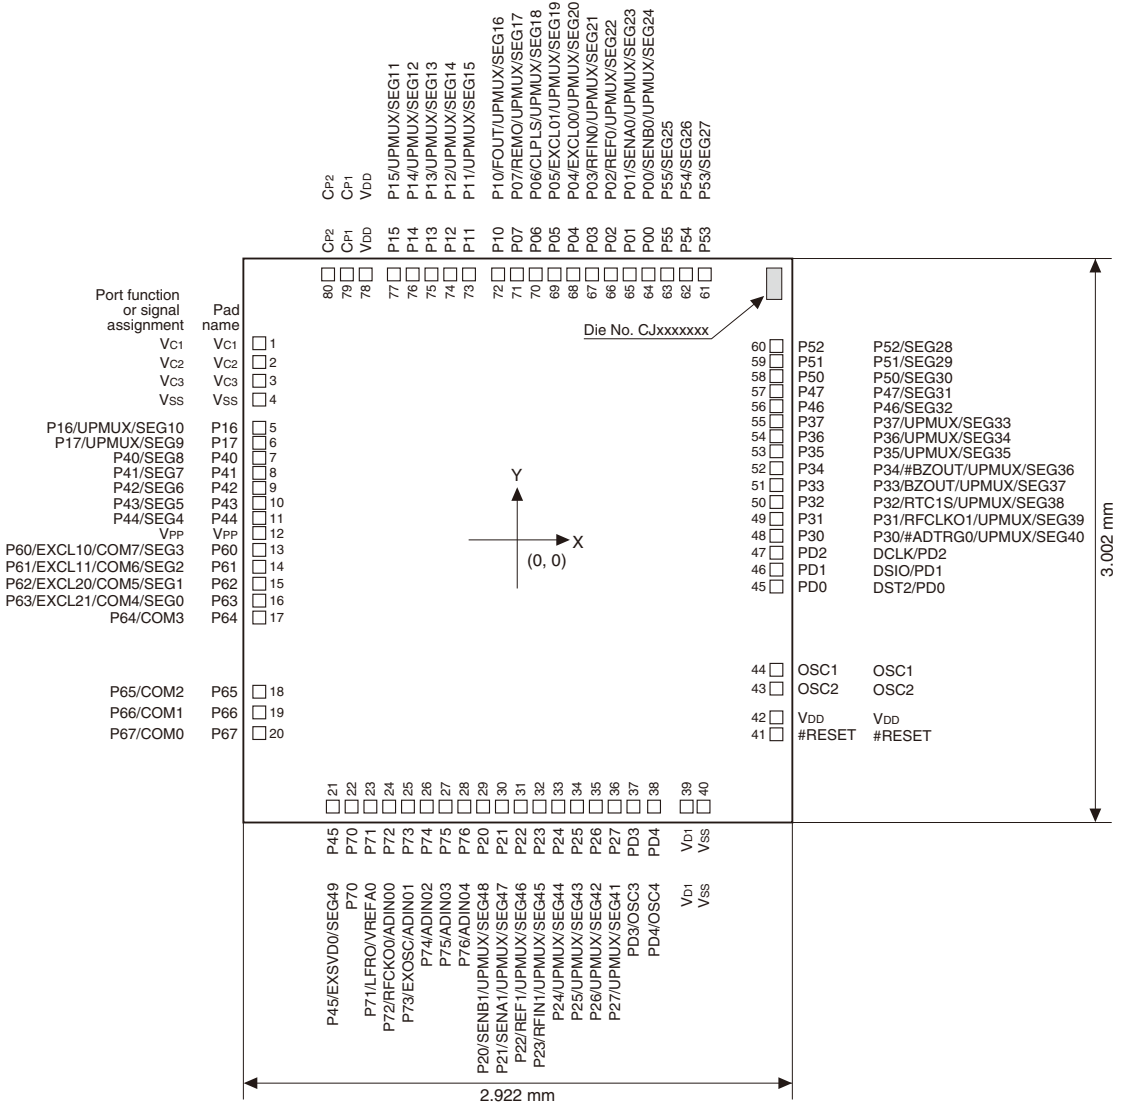 P15/UPMUX/SEG11
P14/UPMUX/SEG12
P13/UPMUX/SEG13
P12/UPMUX/SEG14
P11/UPMUX/SEG15
P10/FOUT/UPMUX/SEG16
P07/REMO/UPMUX/SEG17
P06/CLPLS/UPMUX/SEG18
P05/EXCL01/UPMUX/SEG19
P04/EXCL00/UPMUX/SEG20
P03/RFIN0/UPMUX/SEG21
P02/REF0/UPMUX/SEG22
P01/SENA0/UPMUX/SEG23
P00/SENB0/UPMUX/SEG24
P55/SEG25
P54/SEG26
P53/SEG27
CP2 CP1 VDD
CP2 CP1 VDD P15 P14 P13 P12 P11 P10 P07 P06 P05 P04 P03 P02 P01 P00 P55 P54 P53
80 79 78 77 76 75 74 73 72 71 70 69 68 67 66 65 64 63 62 61
Die No. CJxxxxxxx
Port function
or signal
assignment
Pad
name
VC1 VC1 1
VC2 VC2 2
VC3 VC3 3
VSS VSS 4
P16/UPMUX/SEG10 P16 5
P17/UPMUX/SEG9 P17 6
P40/SEG8 P40 7
P41/SEG7 P41 8
P42/SEG6 P42 9
P43/SEG5 P43 10
P44/SEG4 P44 11
VPP VPP 12
P60/EXCL10/COM7/SEG3 P60 13
P61/EXCL11/COM6/SEG2 P61 14
P62/EXCL20/COM5/SEG1 P62 15
P63/EXCL21/COM4/SEG0 P63 16
P64/COM3 P64 17
P65/COM2 P65 18
P66/COM1 P66 19
P67/COM0 P67 20
Y
X
(0, 0)
60 P52 P52/SEG28
59 P51 P51/SEG29
58 P50 P50/SEG30
57 P47 P47/SEG31
56 P46 P46/SEG32
55 P37 P37/UPMUX/SEG33
54 P36 P36/UPMUX/SEG34
53 P35 P35/UPMUX/SEG35
52 P34 P34/#BZOUT/UPMUX/SEG36
51 P33 P33/BZOUT/UPMUX/SEG37
50 P32 P32/RTC1S/UPMUX/SEG38
49 P31 P31/RFCLKO1/UPMUX/SEG39
48 P30 P30/#ADTRG0/UPMUX/SEG40
47 PD2 DCLK/PD2
46 PD1 DSIO/PD1
45 PD0 DST2/PD0
44 OSC1 OSC1
43 OSC2 OSC2
42 VDD VDD
41 #RESET #RESET
3.002 mm
21 22 23 24 25 26 27 28 29 30 31 32 33 34 35 36 37 38 39 40
P45 P70 P71 P72 P73 P74 P75 P76 P20 P21 P22 P23 P24 P25 P26 P27 PD3 PD4 VD1 VSS
P45/EXSVD0/SEG49
P70
P71/LFRO/VREFA0
P72/RFCKO0/ADIN00
P73/EXOSC/ADIN01
P74/ADIN02
P75/ADIN03
P76/ADIN04
P20/SENB1/UPMUX/SEG48
P21/SENA1/UPMUX/SEG47
P22/REF1/UPMUX/SEG46
P23/RFIN1/UPMUX/SEG45
P24/UPMUX/SEG44
P25/UPMUX/SEG43
P26/UPMUX/SEG42
P27/UPMUX/SEG41
PD3/OSC3
PD4/OSC4
VD1
VSS
2.922 mm